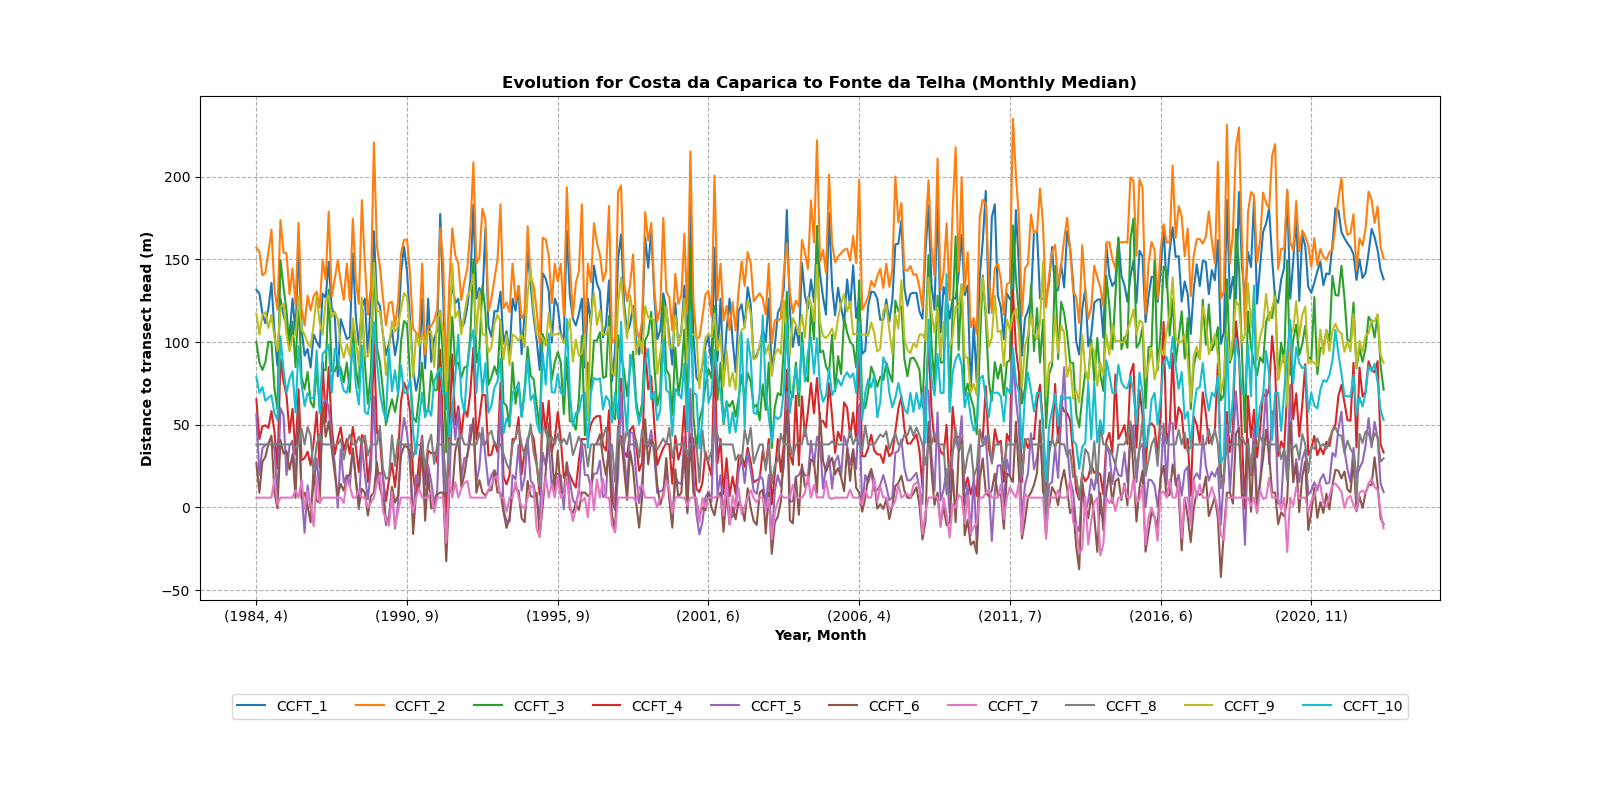 Evolution for Costa da Caparica to Fonte da Telha (Monthly Median)
Distance to transect head (m)
200
150
100
50
0
−50
(1984, 4) (1990, 9) (1995, 9) (2001, 6) (2006, 4) (2011, 7) (2016, 6) (2020, 11)
Year, Month
CCFT_1 CCFT_2 CCFT_3 CCFT_4 CCFT_5 CCFT_6 CCFT_7 CCFT_8 CCFT_9 CCFT_10